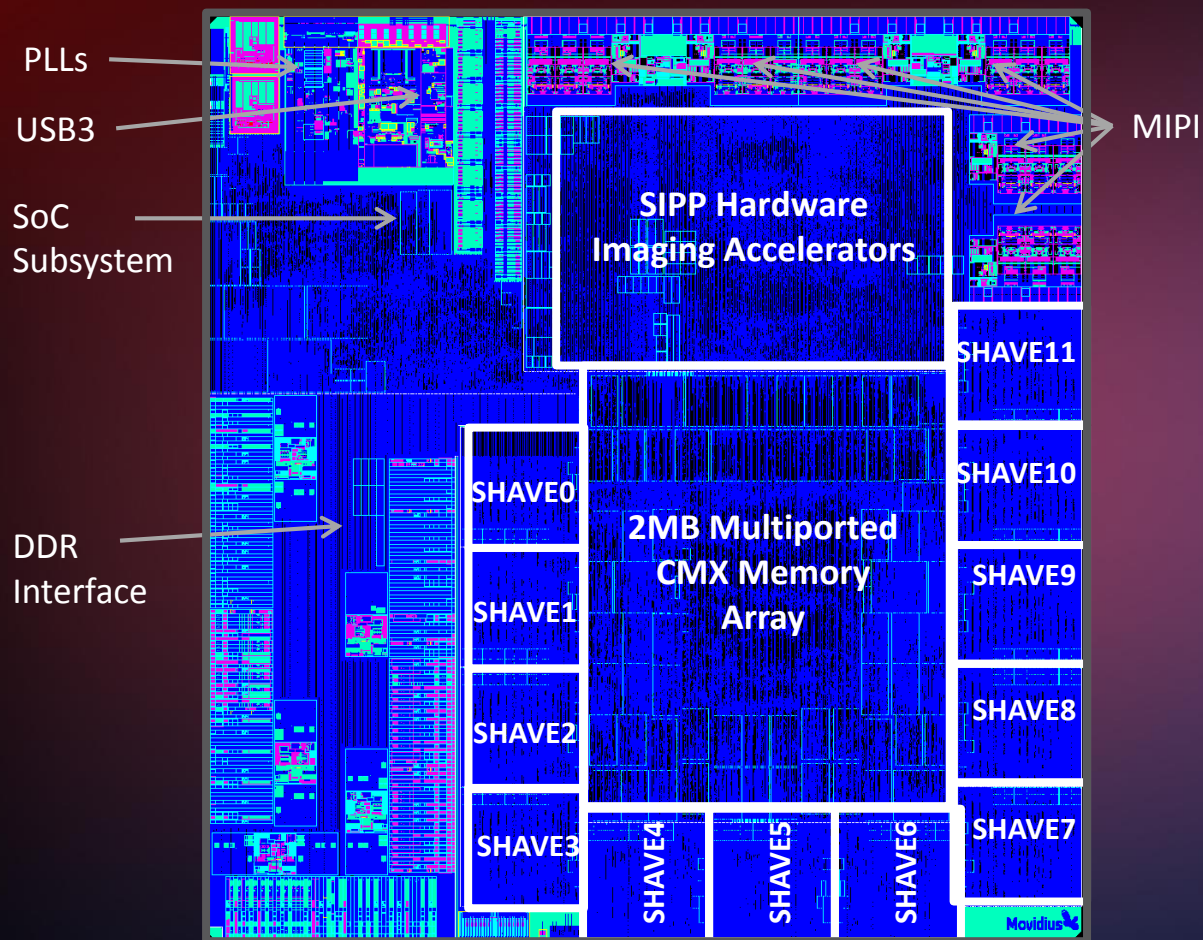 PLLs
USB3
SoC
Subsystem
DDR
Interface
MIPI
SIPP Hardware
Imaging Accelerators
SHAVE11
SHAVE10
SHAVE0
2MB Multiported
CMX Memory
Array
SHAVE9
SHAVE1
SHAVE8
SHAVE2
SHAVE7
SHAVE3
SHAVE4
SHAVE5
SHAVE6
Movidius